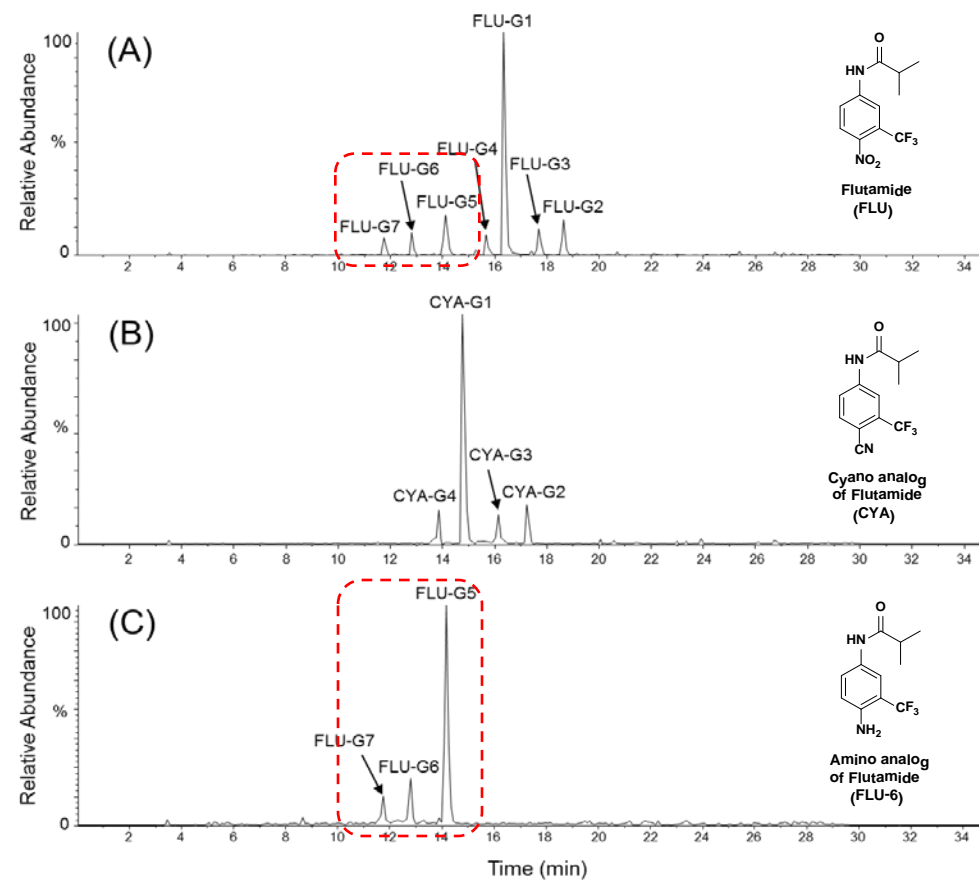 (A)
Relative Abundance
100
%
0
FLU-G1
FLU-G4
FLU-G3
FLU-G6
FLU-G5
FLU-G2
FLU-G7
2 4 6 8 10 12 14 16 18 20 22 24 26 28 30 32 34
O
HN
CF3
NO2
Flutamide
(FLU)
(B)
Relative Abundance
100
%
0
CYA-G1
CYA-G3
CYA-G4
CYA-G2
2 4 6 8 10 12 14 16 18 20 22 24 26 28 30 32 34
O
HN
CF3
CN
Cyano analog
of Flutamide
(CYA)
(C)
Relative Abundance
100
%
0
FLU-G5
FLU-G7
FLU-G6
2 4 6 8 10 12 14 16 18 20 22 24 26 28 30 32 34
Time (min)
O
HN
CF3
NH2
Amino analog
of Flutamide
(FLU-6)